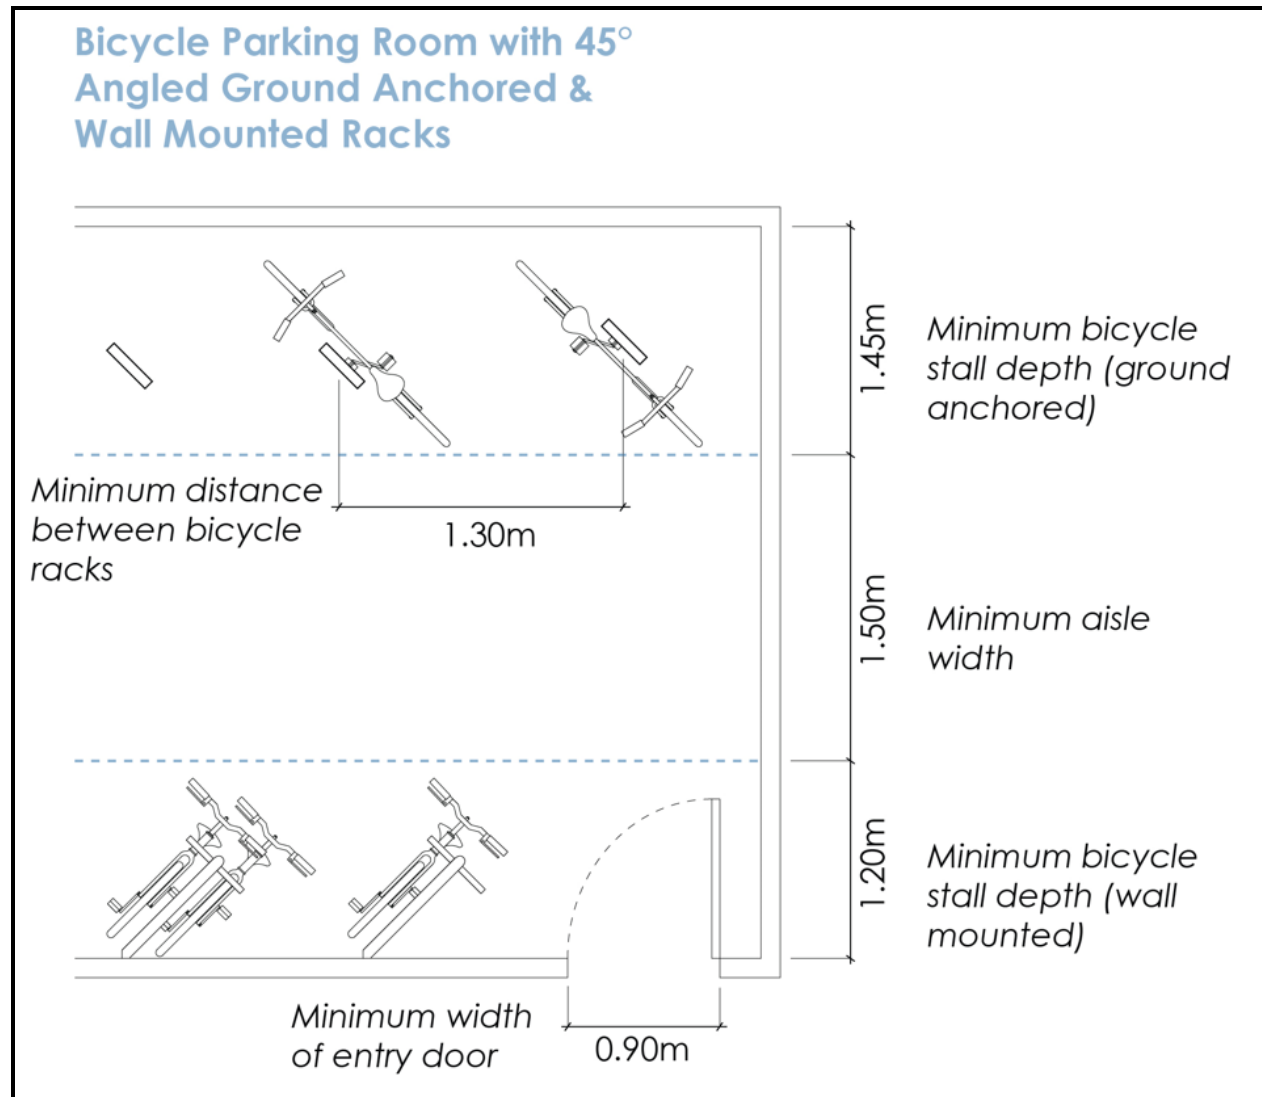 Bicycle Parking Room with 45°
Angled Ground Anchored &
Wall Mounted Racks
1.45m
Minimum bicycle
stall depth (ground
anchored)
Minimum distance
between bicycle
racks
1.30m
1.50m
Minimum aisle
width
1.20m
Minimum bicycle
stall depth (wall
mounted)
Minimum width
of entry door
0.90m